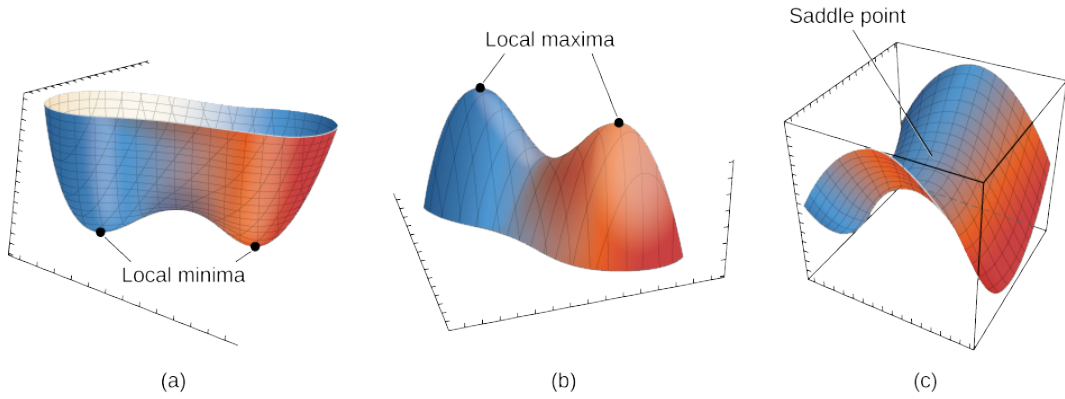 Saddle point
Local maxima
Local minima
(a)
(b)
(c)